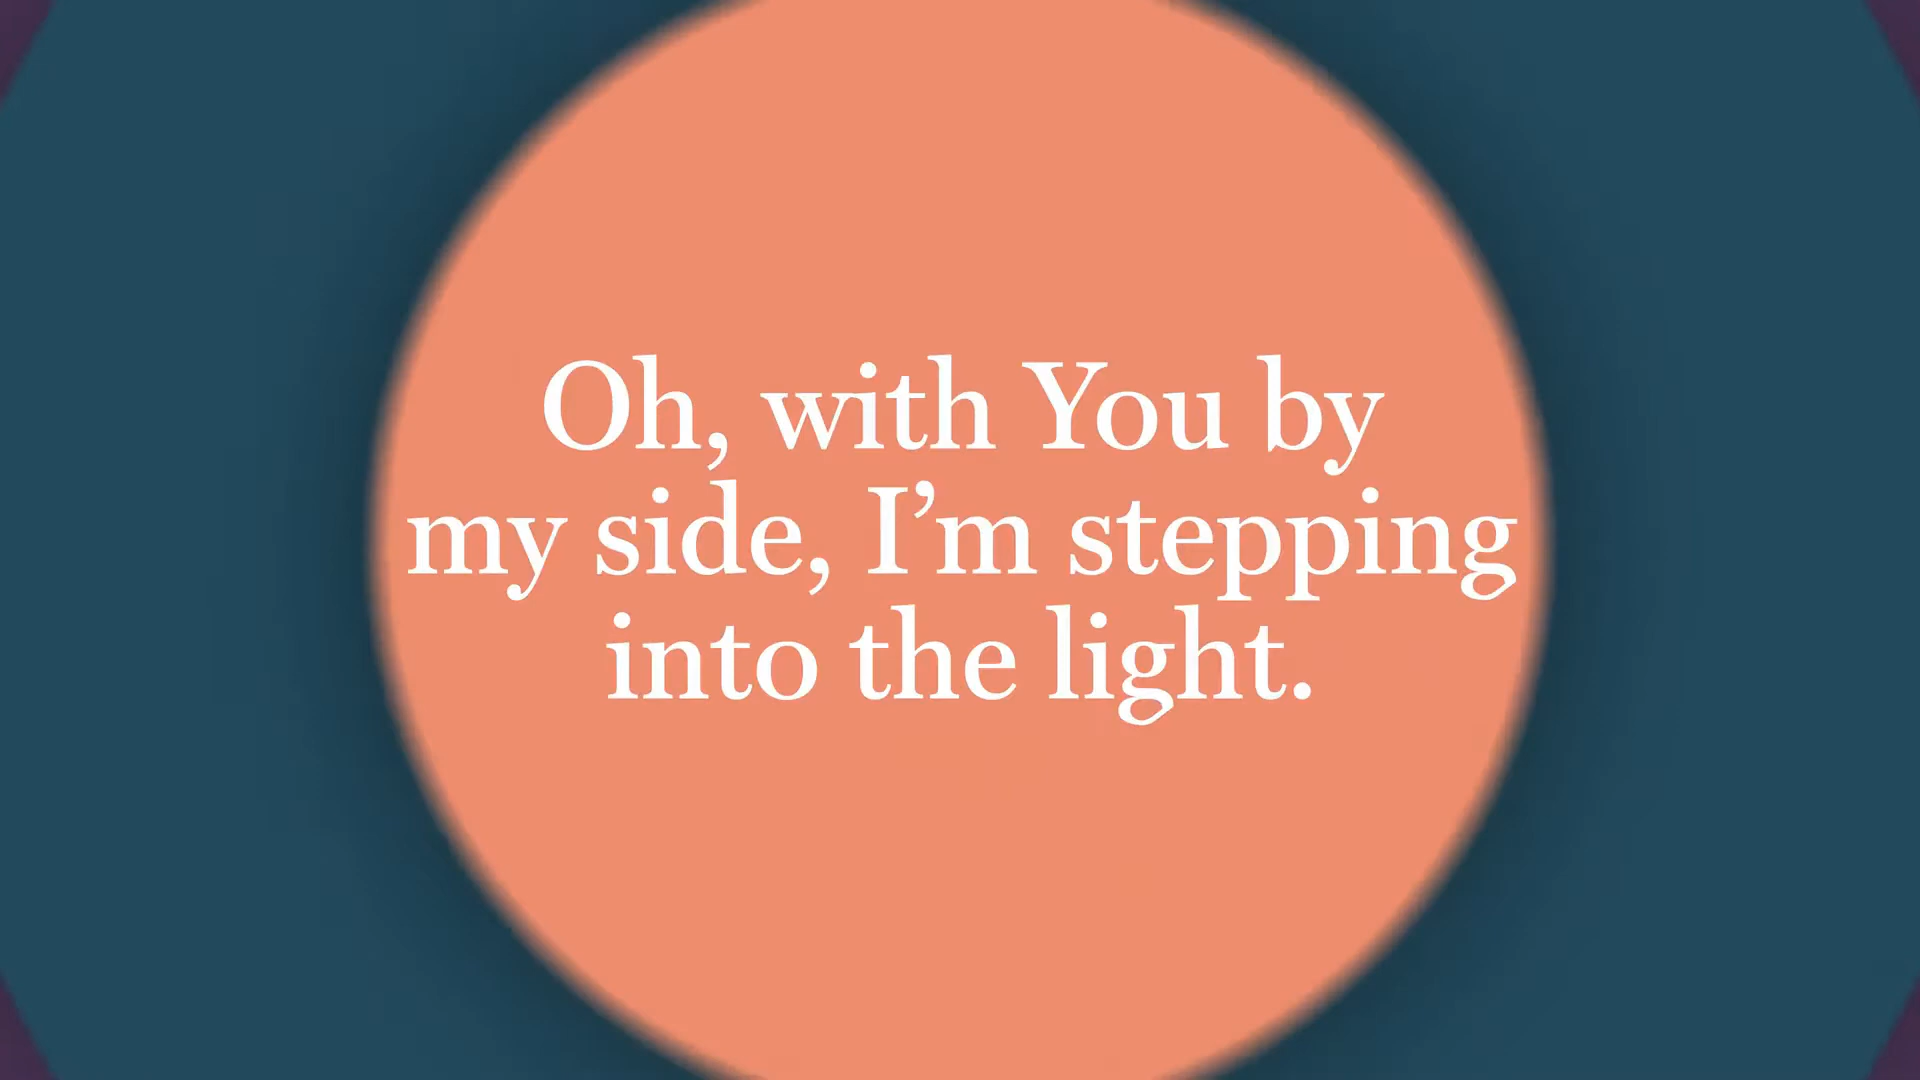 Oh, with You by
my side, I’m stepping
into the light.